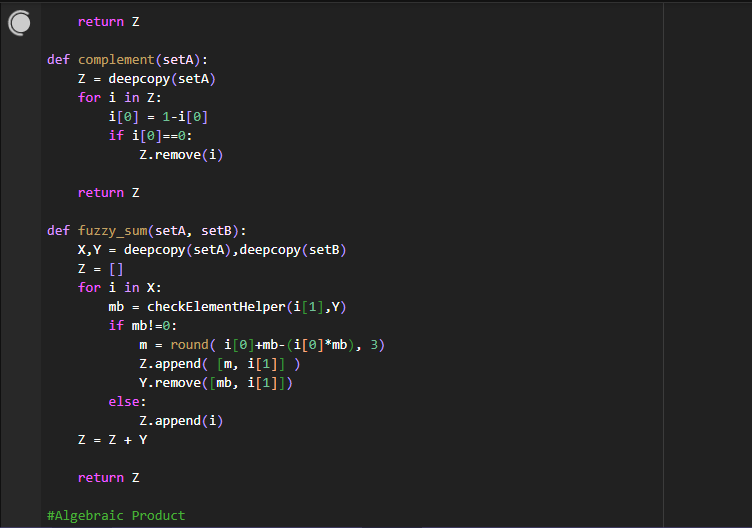 return Z

def complement(setA):
    Z = deepcopy(setA)
    for i in Z:
        i[0] = 1-i[0]
        if i[0]==0:
            Z.remove(i)

    return Z

def fuzzy_sum(setA, setB):
    X,Y = deepcopy(setA),deepcopy(setB)
    Z = []
    for i in X:
        mb = checkElementHelper(i[1],Y)
        if mb!=0:
            m = round( i[0]+mb-(i[0]*mb), 3)
            Z.append( [m, i[1]] )
            Y.remove([mb, i[1]])
        else:
            Z.append(i)
    Z = Z + Y

    return Z

#Algebraic Product